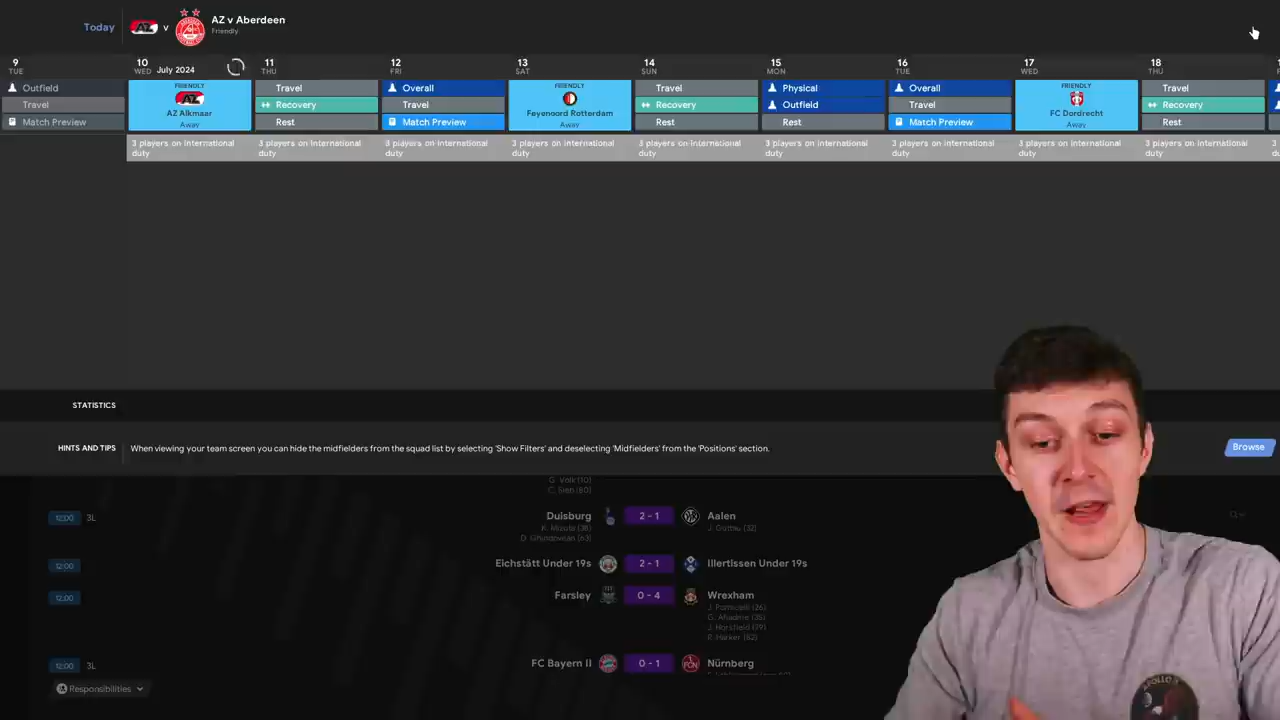 Today
AZ v Aberdeen
Friendly
v
9 TUE
10 WED July 2024
11 THU
12 FRI
13 SAT
14 SUN
15 MON
16 TUE
17 WED
18 THU
Outfield
Travel
Match Preview
FRIENDLY
AZ Alkmaar
Away
Travel
Recovery
Rest
Overall
Travel
Match Preview
FRIENDLY
Feyenoord Rotterdam
Away
Travel
Recovery
Rest
Physical
Outfield
Rest
Overall
Travel
Match Preview
FRIENDLY
FC Dordrecht
Away
Travel
Recovery
Rest
3 players on international
duty
3 players on international
duty
3 players on international
duty
3 players on international
duty
3 players on international
duty
3 players on international
duty
3 players on international
duty
3 players on international
duty
3 players on international
duty
STATISTICS
HINTS AND TIPS When viewing your team screen you can hide the midfielders from the squad list by selecting 'Show Filters' and deselecting 'Midfielders' from the 'Positions' section.
Browse
G. Volk (10)
12:00 3L Duisburg 2 - 1 Aalen
12:00 Eichstätt Under 19s 2 - 1 Illertissen Under 19s
12:00 Farsley 0 - 4 Wrexham
12:00 3L FC Bayern II 0 - 1 Nürnberg
Responsibilities